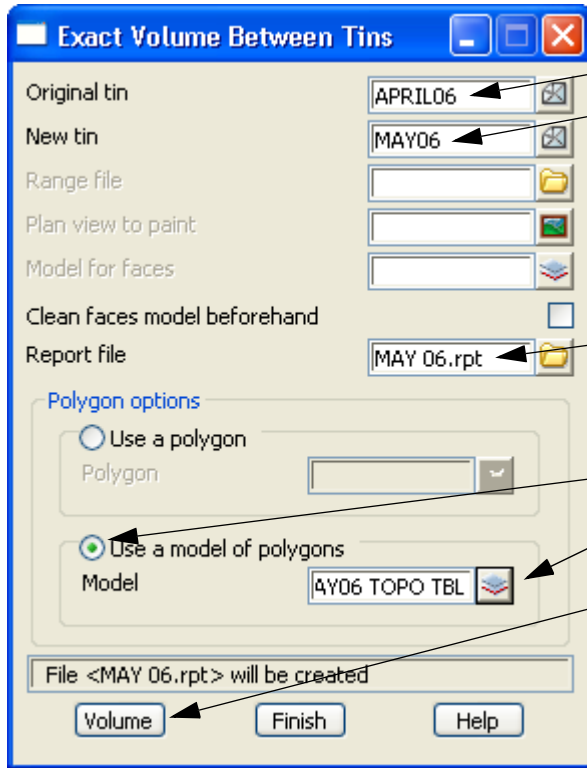 Exact Volume Between Tins
Original tin APRIL06
New tin MAY06
Range file
Plan view to paint
Model for faces
Clean faces model beforehand
Report file MAY 06.rpt
Polygon options
Use a polygon
Polygon
Use a model of polygons
Model AY06 TOPO TBL
File <MAY 06.rpt> will be created
Volume Finish Help